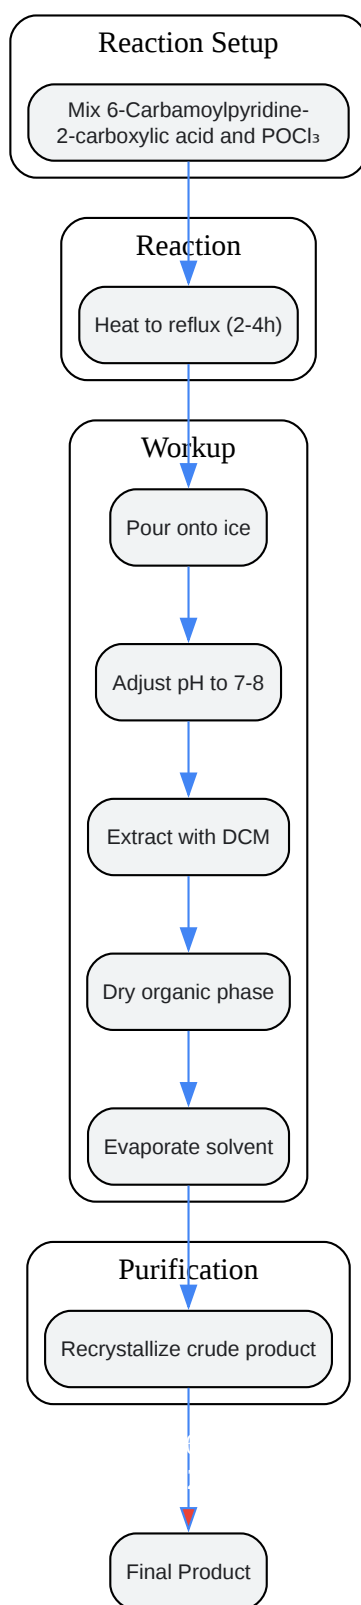 Reaction Setup
Mix 6-Carbamoylpyridine-
2-carboxylic acid and POCl₃
Reaction
Heat to reflux (2-4h)
Workup
Pour onto ice
Adjust pH to 7-8
Extract with DCM
Dry organic phase
Evaporate solvent
Purification
Recrystallize crude product
Final Product